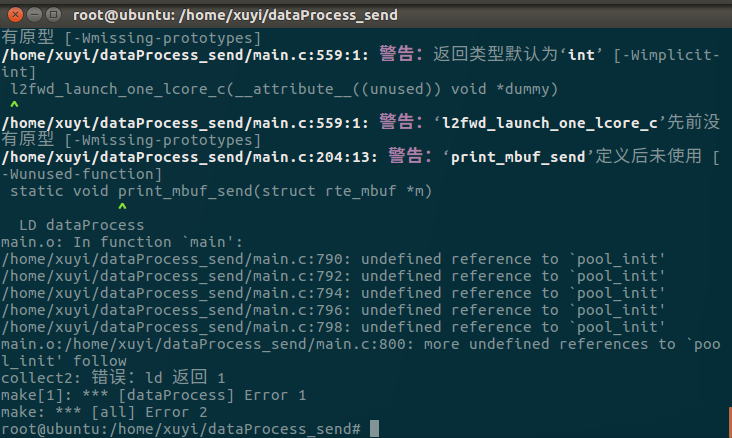 root@ubuntu: /home/xuyi/dataProcess_send
有原型 [-Wmissing-prototypes]
/home/xuyi/dataProcess_send/main.c:559:1: 警告：返回类型默认为‘int’ [-Wimplicit-
int]
 l2fwd_launch_one_lcore_c(__attribute__((unused)) void *dummy)
 ^
/home/xuyi/dataProcess_send/main.c:559:1: 警告：‘l2fwd_launch_one_lcore_c’先前没
有原型 [-Wmissing-prototypes]
/home/xuyi/dataProcess_send/main.c:204:13: 警告：‘print_mbuf_send’定义后未使用 [
-Wunused-function]
 static void print_mbuf_send(struct rte_mbuf *m)
             ^
  LD dataProcess
main.o: In function `main':
/home/xuyi/dataProcess_send/main.c:790: undefined reference to `pool_init'
/home/xuyi/dataProcess_send/main.c:792: undefined reference to `pool_init'
/home/xuyi/dataProcess_send/main.c:794: undefined reference to `pool_init'
/home/xuyi/dataProcess_send/main.c:796: undefined reference to `pool_init'
/home/xuyi/dataProcess_send/main.c:798: undefined reference to `pool_init'
main.o:/home/xuyi/dataProcess_send/main.c:800: more undefined references to `poo
l_init' follow
collect2: 错误：ld 返回 1
make[1]: *** [dataProcess] Error 1
make: *** [all] Error 2
root@ubuntu:/home/xuyi/dataProcess_send#